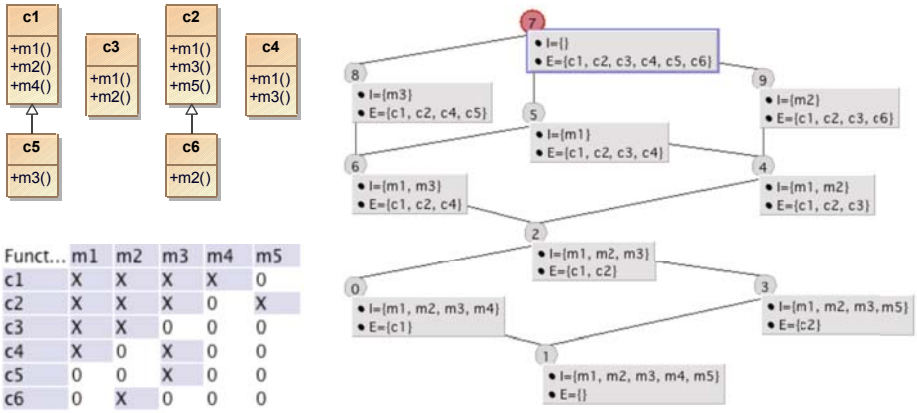 c1
+m1()
+m2()
+m4()
c3
+m1()
+m2()
c2
+m1()
+m3()
+m5()
c4
+m1()
+m3()
c5
+m3()
c6
+m2()
Funct... m1 m2 m3 m4 m5
c1 X X X X 0
c2 X X X 0 X
c3 X X 0 0 0
c4 X 0 X 0 0
c5 0 0 X 0 0
c6 0 X 0 0 0
7
I={}
E={c1, c2, c3, c4, c5, c6}
8
I={m3}
E={c1, c2, c4, c5}
5
I={m1}
E={c1, c2, c3, c4}
9
I={m2}
E={c1, c2, c3, c6}
6
I={m1, m3}
E={c1, c2, c4}
4
I={m1, m2}
E={c1, c2, c3}
2
I={m1, m2, m3}
E={c1, c2}
0
I={m1, m2, m3, m4}
E={c1}
3
I={m1, m2, m3,m5}
E={c2}
1
I={m1, m2, m3, m4, m5}
E={}